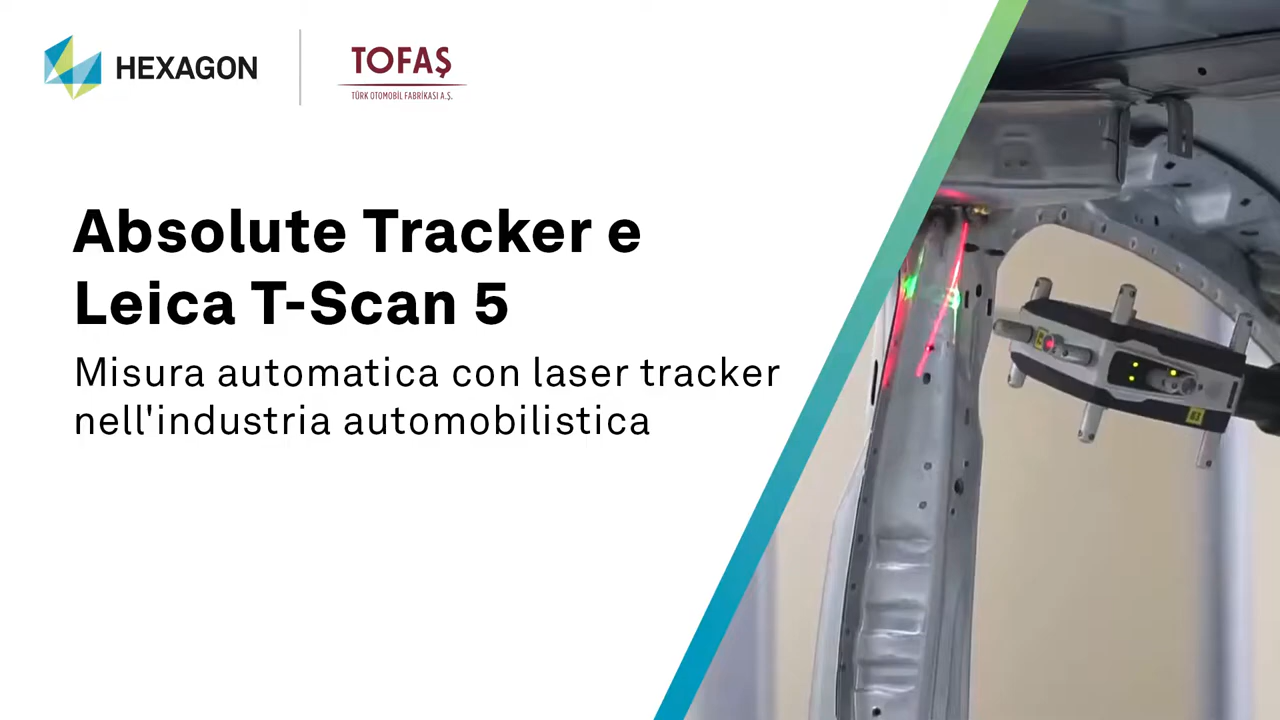 HEXAGON
TOFAŞ
TÜRK OTOMOBİL FABRİKASI A.Ş.
Absolute Tracker e
Leica T-Scan 5
Misura automatica con laser tracker
nell'industria automobilistica